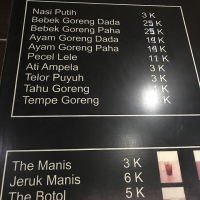 Nasi Putih 3 K
Bebek Goreng Dada 25 K
Bebek Goreng Paha 25 K
Ayam Goreng Dada 19 K
Ayam Goreng Paha 19 K
Pecel Lele 11 K
Ati Ampela 3 K
Telor Puyuh 3 K
Tahu Goreng K
Tempe Goreng K
The Manis 3 K
Jeruk Manis 6 K
The Botol 5 K